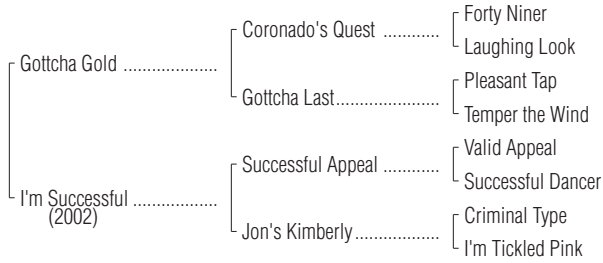 Forty Niner
Coronado's Quest ............
Laughing Look
Gottcha Gold ...................
Pleasant Tap
Gottcha Last.....................
Temper the Wind
Valid Appeal
Successful Appeal ............
Successful Dancer
I'm Successful .................
(2002)
Criminal Type
Jon's Kimberly.................
I'm Tickled Pink